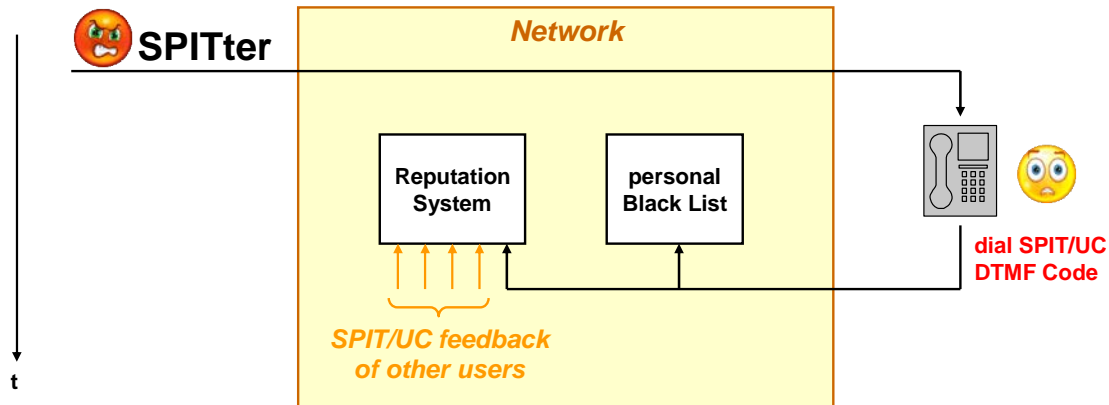 SPITter
Network
Reputation
System
personal
Black List
dial SPIT/UC
DTMF Code
SPIT/UC feedback
of other users
t